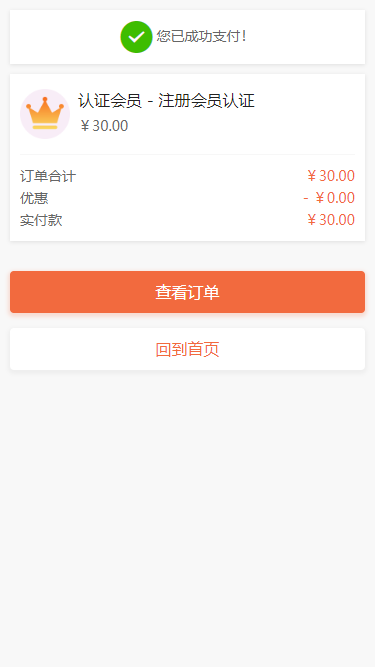 您已成功支付！
认证会员 - 注册会员认证
￥30.00
订单合计 ￥30.00
优惠 - ￥0.00
实付款 ￥30.00
查看订单
回到首页